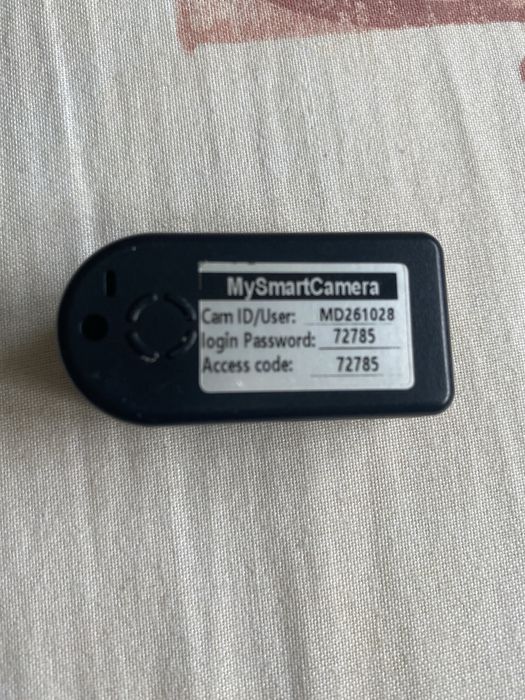 MySmartCamera
Cam ID/User: MD261028
login Password: 72785
Access code: 72785